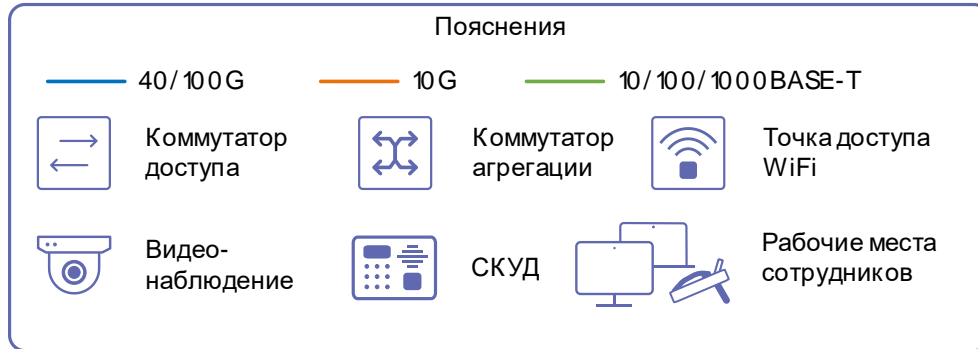 Пояснения
40/100G
10G
10/100/1000BASE-T
Коммутатор
доступа
Коммутатор
агрегации
Точка доступа
WiFi
Видео-
наблюдение
СКУД
Рабочие места
сотрудников